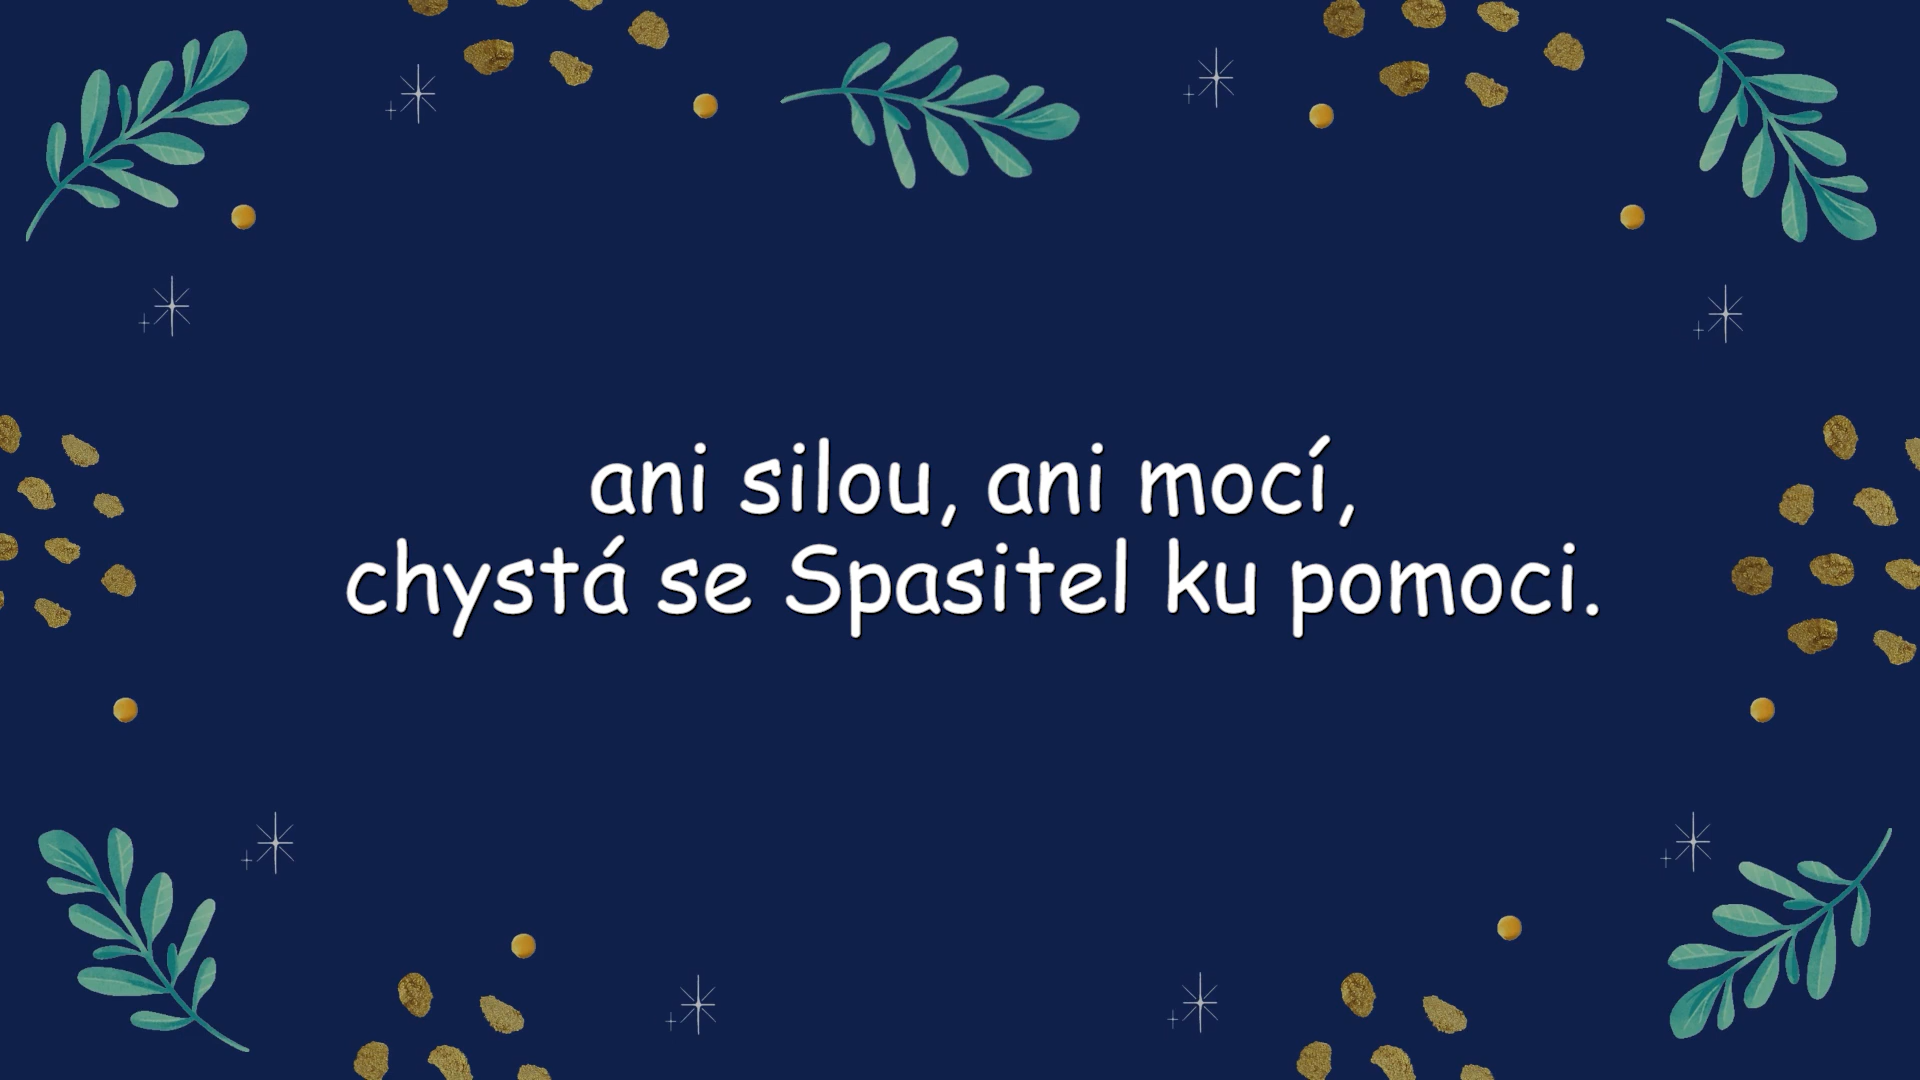 ani silou, ani mocí,
chystá se Spasitel ku pomoci.